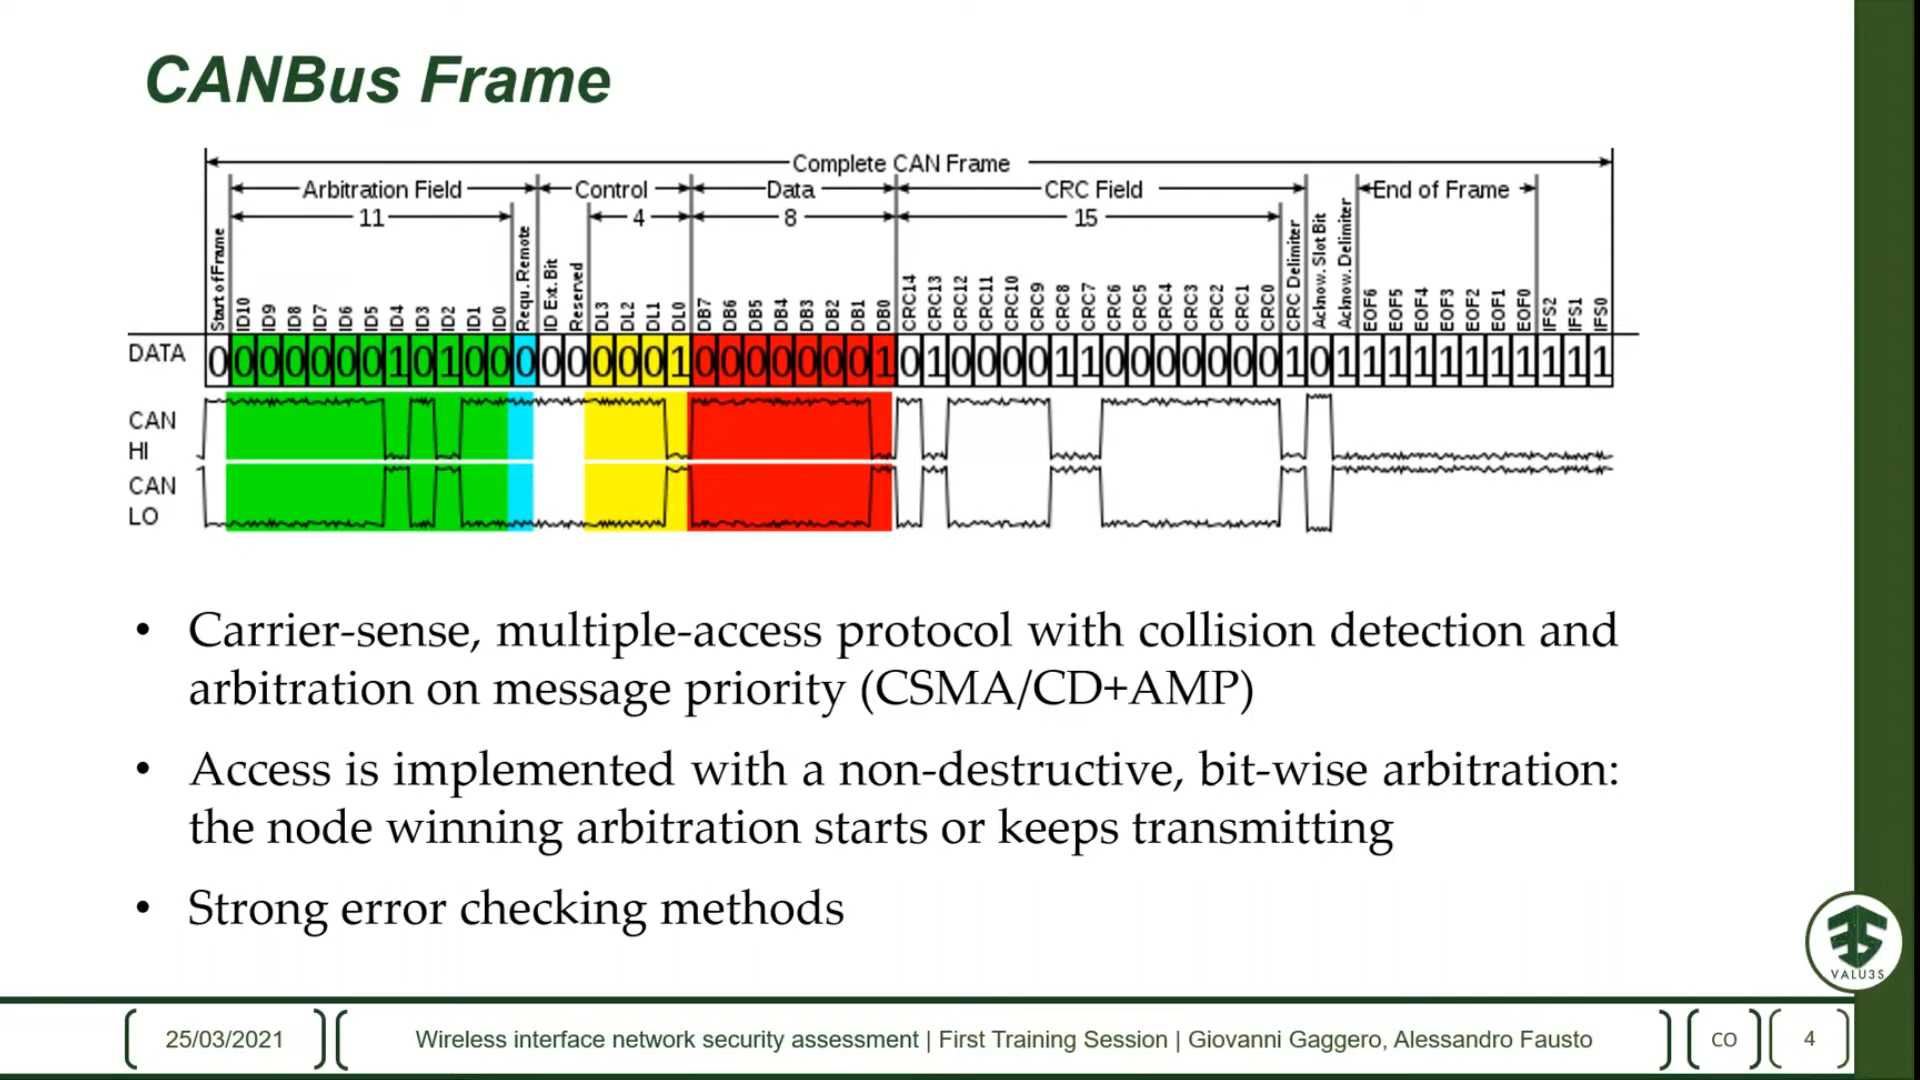 CANBus Frame
Complete CAN Frame
Arbitration Field Control Data CRC Field End of Frame
11 4 8 15
Start of Frame ID10 ID9 ID8 ID7 ID6 ID5 ID4 ID3 ID2 ID1 ID0 Requ. Remote ID Ext. Bit Reserved DL3 DL2 DL1 DL0 DB7 DB6 DB5 DB4 DB3 DB2 DB1 DB0 CRC14 CRC13 CRC12 CRC11 CRC10 CRC9 CRC8 CRC7 CRC6 CRC5 CRC4 CRC3 CRC2 CRC1 CRC0 CRC Delimiter Acknow. Slot Bit Acknow. Delimiter EOF6 EOF5 EOF4 EOF3 EOF2 EOF1 EOF0 IFS2 IFS1 IFS0
DATA 0 0 0 0 0 0 0 1 0 1 0 0 0 0 0 0 0 0 1 0 0 0 0 0 0 0 1 0 1 0 0 0 0 1 1 0 0 0 0 0 0 0 1 0 1 1 1 1 1 1 1 1 1 1 1
CAN
HI
CAN
LO
• Carrier-sense, multiple-access protocol with collision detection and
arbitration on message priority (CSMA/CD+AMP)
• Access is implemented with a non-destructive, bit-wise arbitration:
the node winning arbitration starts or keeps transmitting
• Strong error checking methods
VALU3S
25/03/2021 Wireless interface network security assessment | First Training Session | Giovanni Gaggero, Alessandro Fausto CO 4